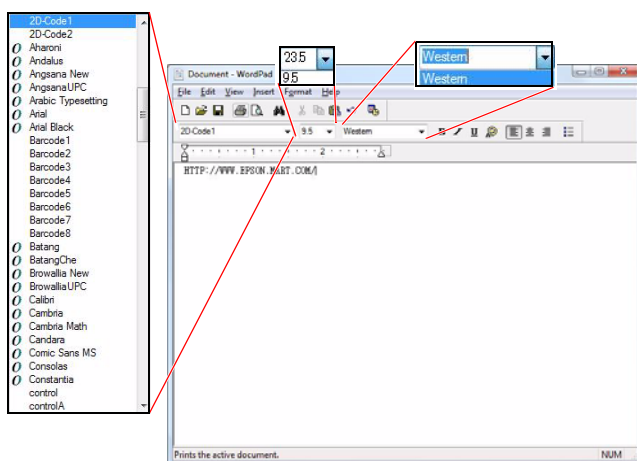 2D-Code1
2D-Code2
O Aharoni
O Andalus
O Angsana New
O AngsanaUPC
O Arabic Typesetting
O Arial
O Arial Black
Barcode1
Barcode2
Barcode3
Barcode4
Barcode5
Barcode6
Barcode7
Barcode8
O Batang
O BatangChe
O Browallia New
O BrowalliaUPC
O Calibri
O Cambria
O Cambria Math
O Candara
O Comic Sans MS
O Consolas
O Constantia
control
controlA
23.5
9.5
Western
Western
Document - WordPad
File Edit View Insert Format Help
2D-Code1 9.5 Western B I U
1 2
HTTP://WWW.EPSON.MART.COM/
Prints the active document. NUM